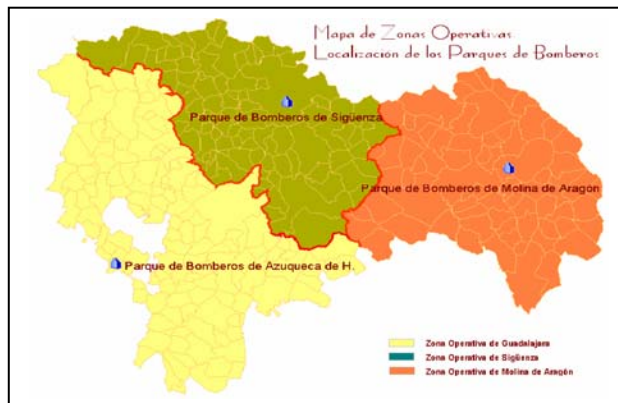 Mapa de Zonas Operativas.
Localización de los Parques de Bomberos
Parque de Bomberos de Sigüenza
Parque de Bomberos de Molina de Aragón
Parque de Bomberos de Azuqueca de H.
Zona Operativa de Guadalajara
Zona Operativa de Sigüenza
Zona Operativa de Molina de Aragón